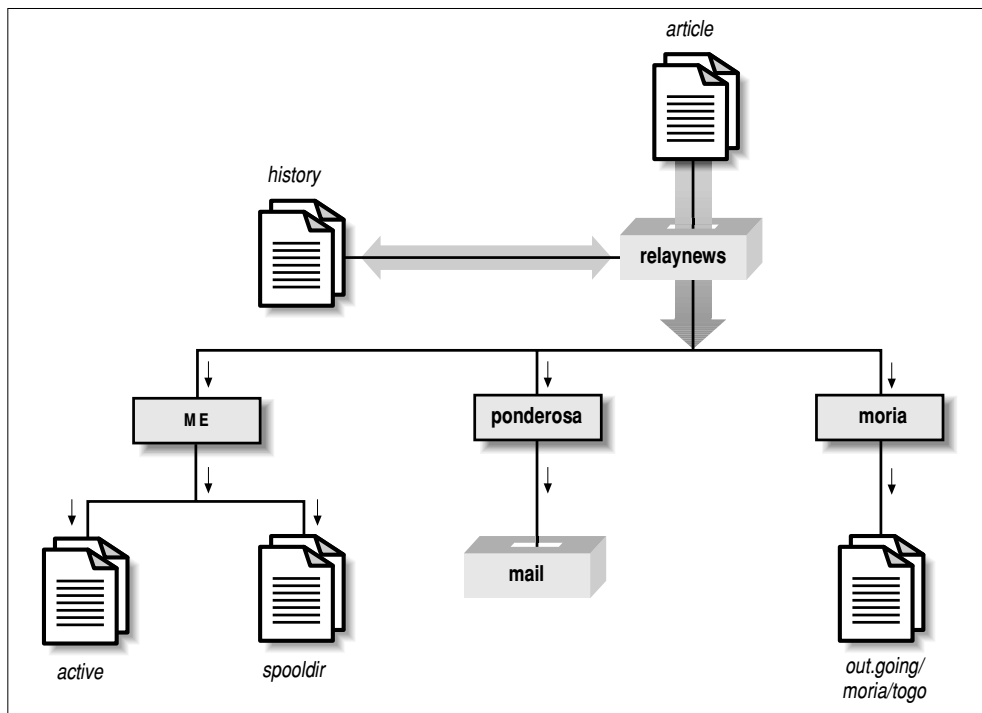 article
history
relaynews
ME
ponderosa
moria
mail
active
spooldir
out.going/
moria/togo